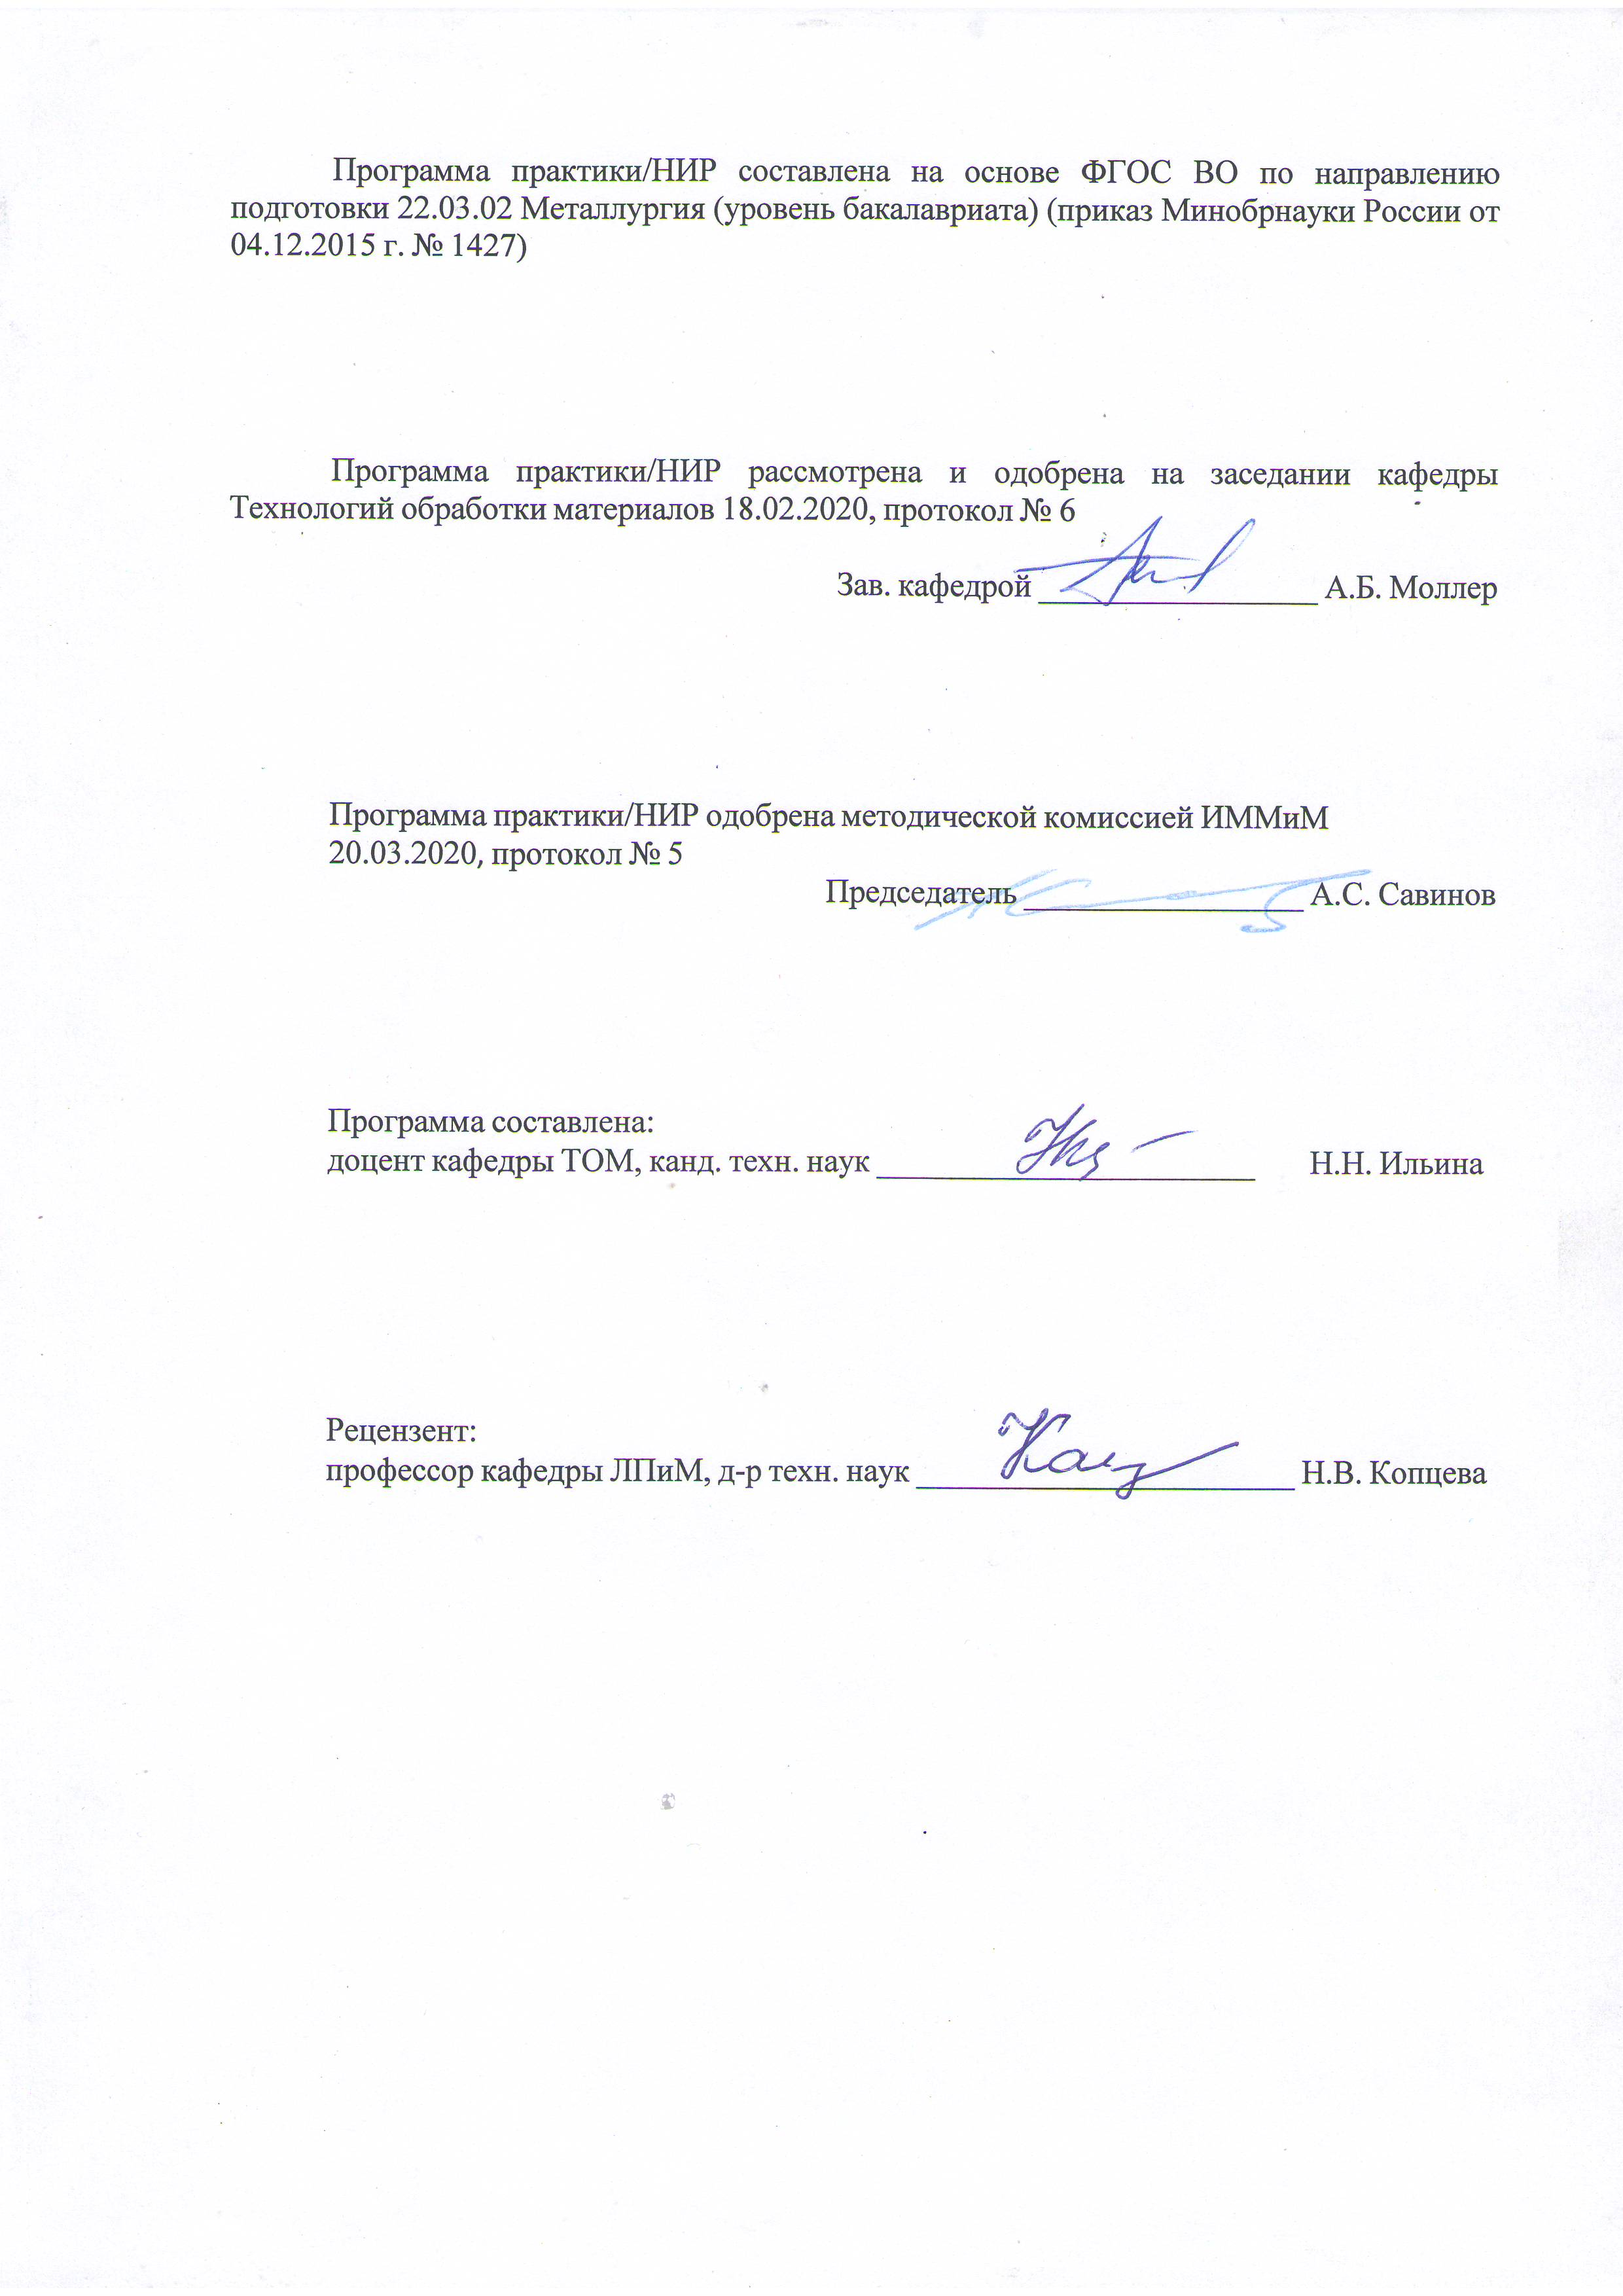 Программа практики/НИР составлена на основе ФГОС ВО по направлению
подготовки 22.03.02 Металлургия (уровень бакалавриата) (приказ Минобрнауки России от
04.12.2015 г. № 1427)
Программа практики/НИР рассмотрена и одобрена на заседании кафедры
Технологий обработки материалов 18.02.2020, протокол № 6
Зав. кафедрой ________________ А.Б. Моллер
Программа практики/НИР одобрена методической комиссией ИММиМ
20.03.2020, протокол № 5
Председатель ________________ А.С. Савинов
Программа составлена:
доцент кафедры ТОМ, канд. техн. наук ______________________ Н.Н. Ильина
Рецензент:
профессор кафедры ЛПиМ, д-р техн. наук ______________________ Н.В. Копцева